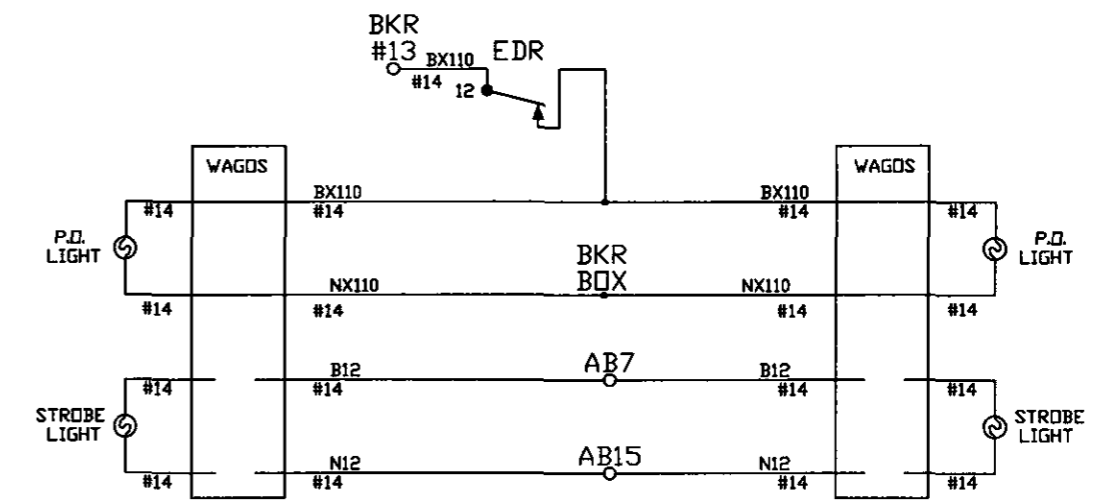 BKR
#13 BX110 EDR
#14 12
WAGOS WAGOS
BX110 BX110
#14 #14 #14 #14
P.O.
LIGHT
P.O.
LIGHT
BKR
BOX
NX110 NX110
#14 #14 #14 #14
B12 AB7 B12
#14 #14 #14 #14
STROBE
LIGHT
STROBE
LIGHT
N12 AB15 N12
#14 #14 #14 #14